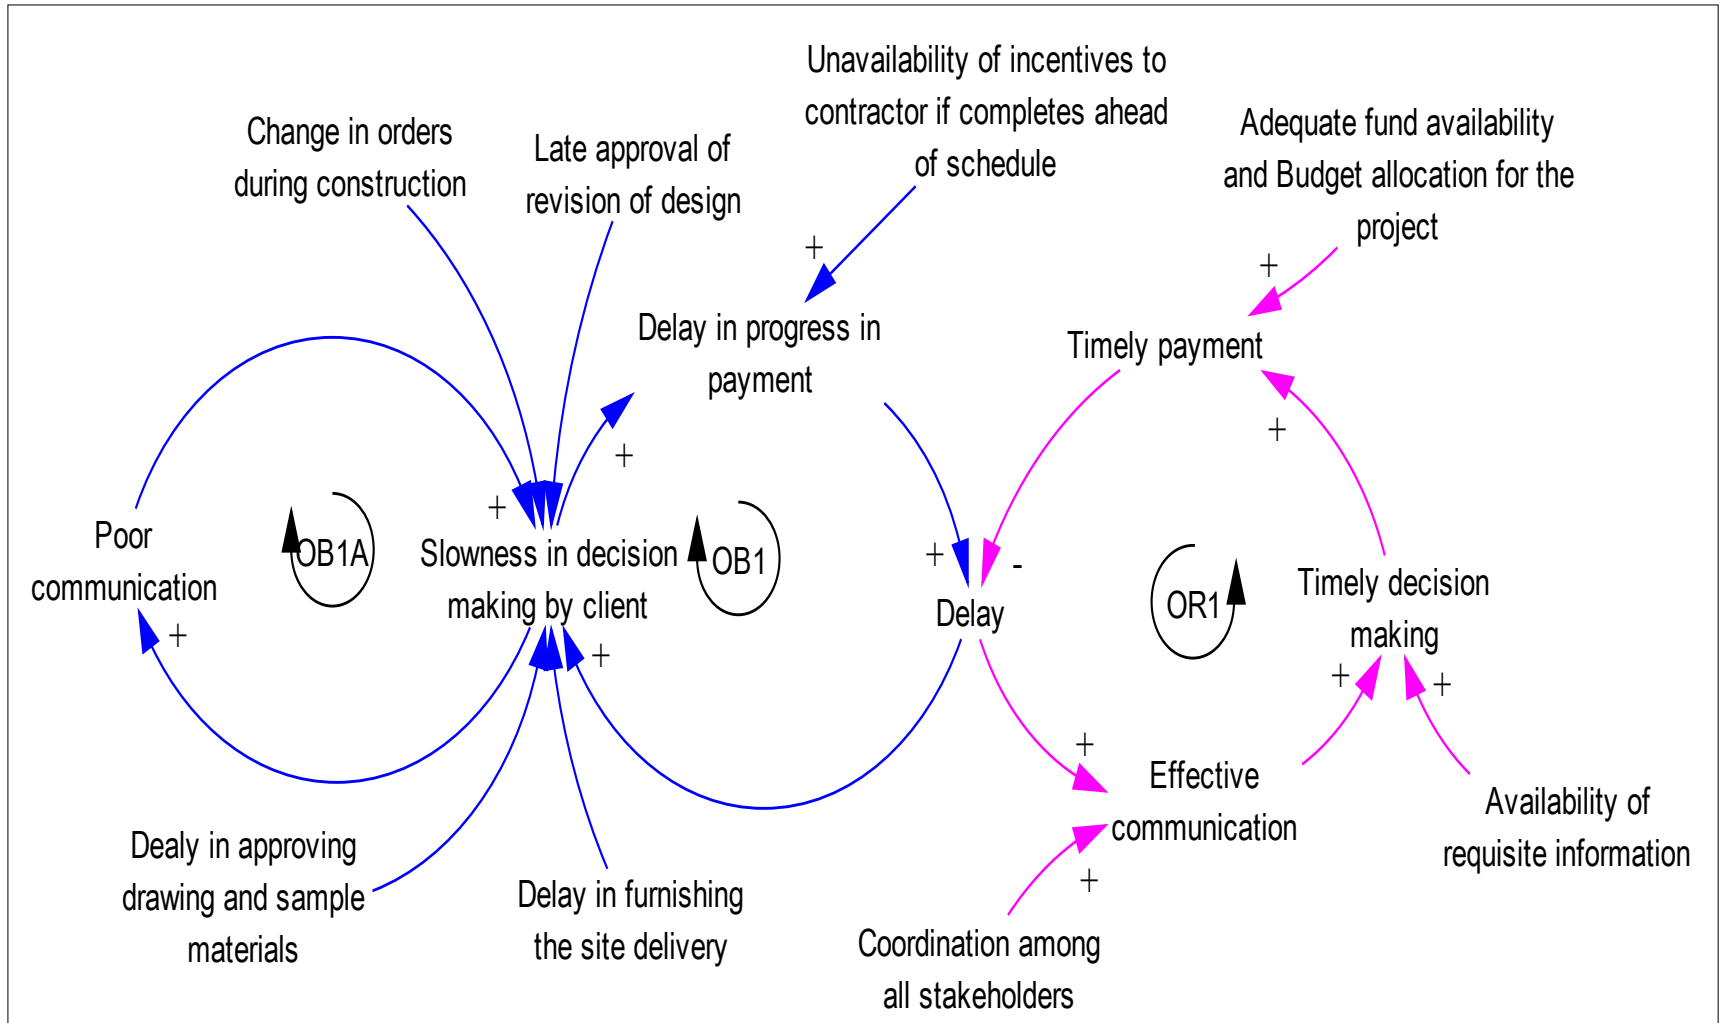 Unavailability of incentives to
contractor if completes ahead
of schedule
Change in orders
during construction
Late approval of
revision of design
Adequate fund availability
and Budget allocation for the
project
+
+
Delay in progress in
payment
Timely payment
+
+
+
Poor
communication
OB1A
Slowness in decision
making by client
OB1
+
-
Delay
OR1
Timely decision
making
+
+
+
+
+
Effective
communication
Availability of
requisite information
+
Dealy in approving
drawing and sample
materials
Delay in furnishing
the site delivery
Coordination among
all stakeholders